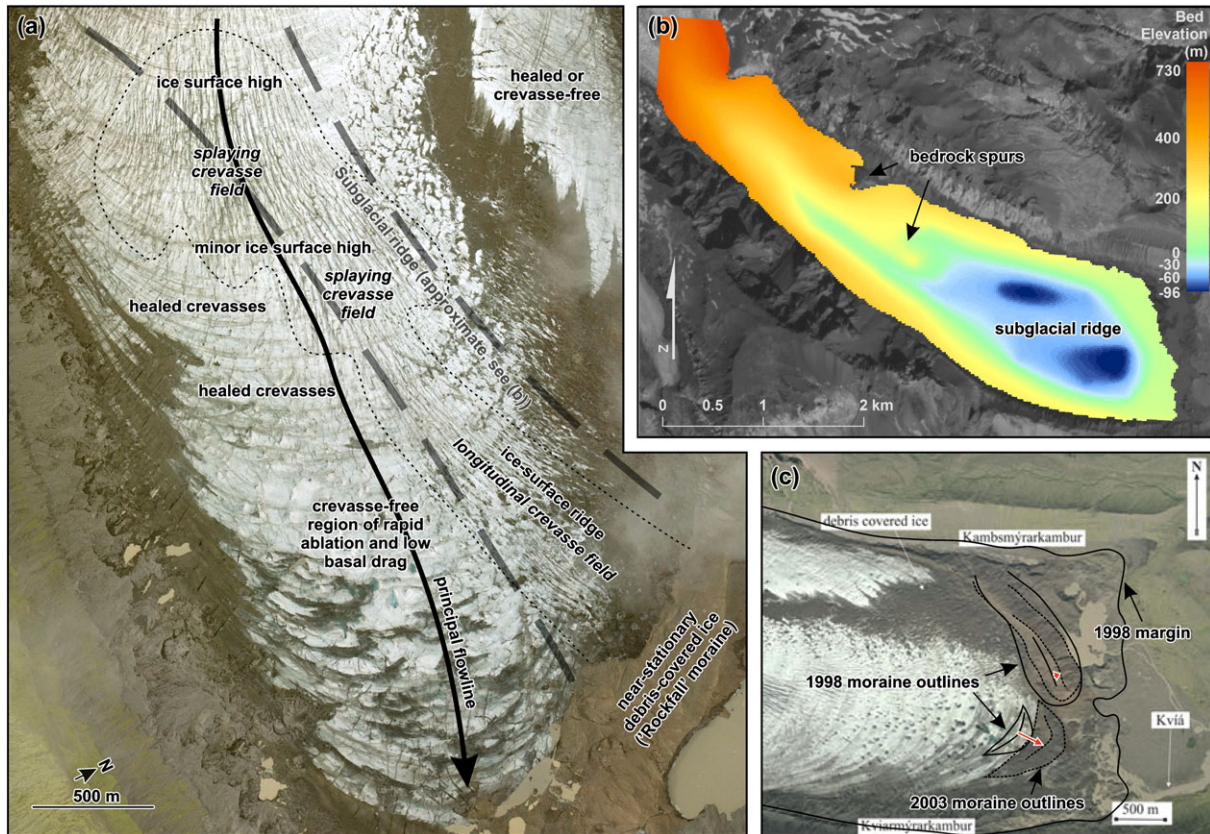 (a)
ice surface high
healed or
crevasse-free
splaying
crevasse
field
Subglacial ridge (approximate, see (b))
minor ice surface high
splaying
crevasse
field
healed crevasses
healed crevasses
ice-surface ridge
longitudinal crevasse field
crevasse-free
region of rapid
ablation and low
basal drag
principal flowline
near-stationary
debris-covered ice
('Rockfall' moraine)
N
500 m
(b)
Bed
Elevation
(m)
730
400
200
0
-30
-60
-96
bedrock spurs
subglacial ridge
N
0 0.5 1 2 km
(c)
N
debris covered ice
Kambsmýrarkambur
1998 margin
1998 moraine outlines
Kvíá
2003 moraine outlines
500 m
Kviarmýrarkambur